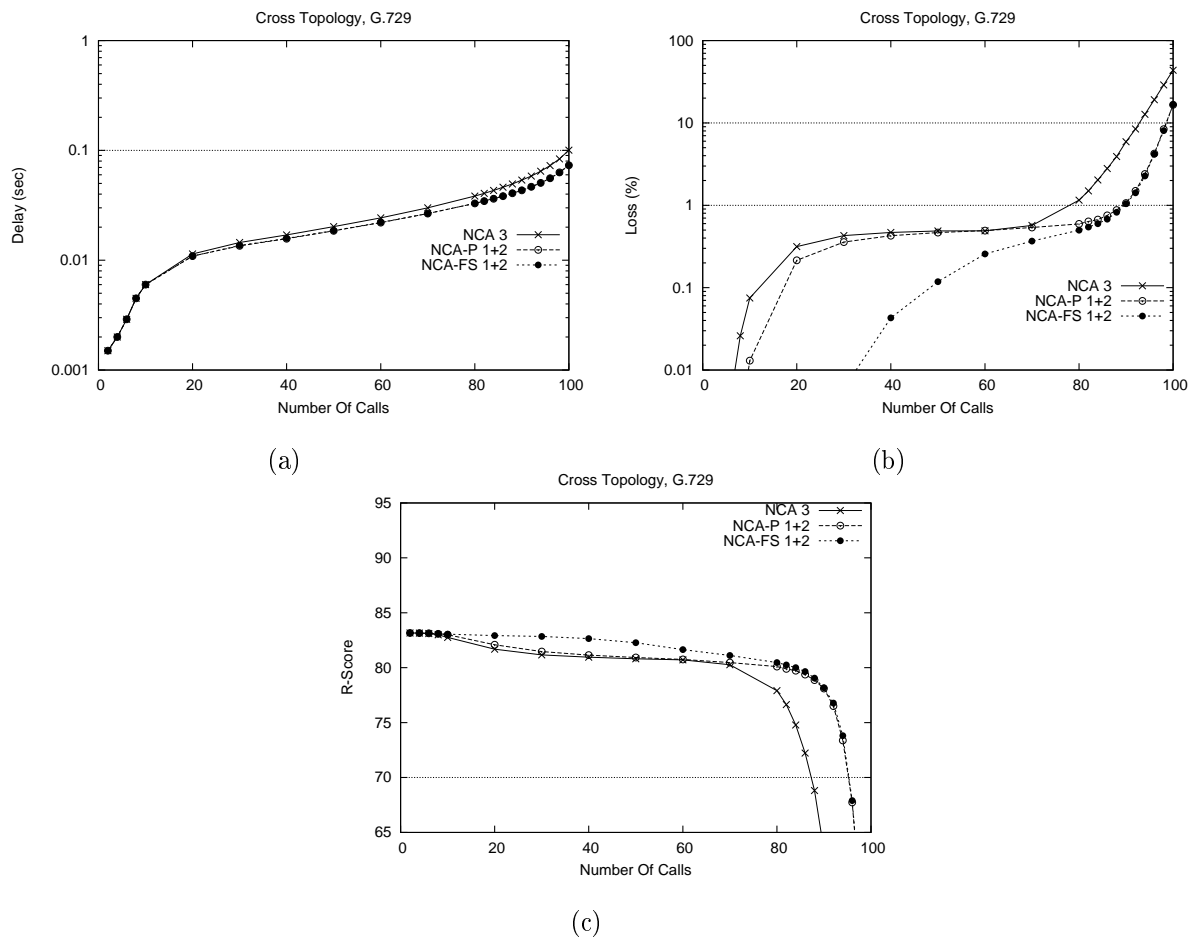 Cross Topology, G.729
1
0.1
0.01
0.001
Delay (sec)
0 20 40 60 80 100
Number Of Calls
NCA 3
NCA-P 1+2
NCA-FS 1+2
(a)
Cross Topology, G.729
100
10
1
0.1
0.01
Loss (%)
0 20 40 60 80 100
Number Of Calls
NCA 3
NCA-P 1+2
NCA-FS 1+2
(b)
Cross Topology, G.729
95
90
85
80
75
70
65
R-Score
0 20 40 60 80 100
Number Of Calls
NCA 3
NCA-P 1+2
NCA-FS 1+2
(c)